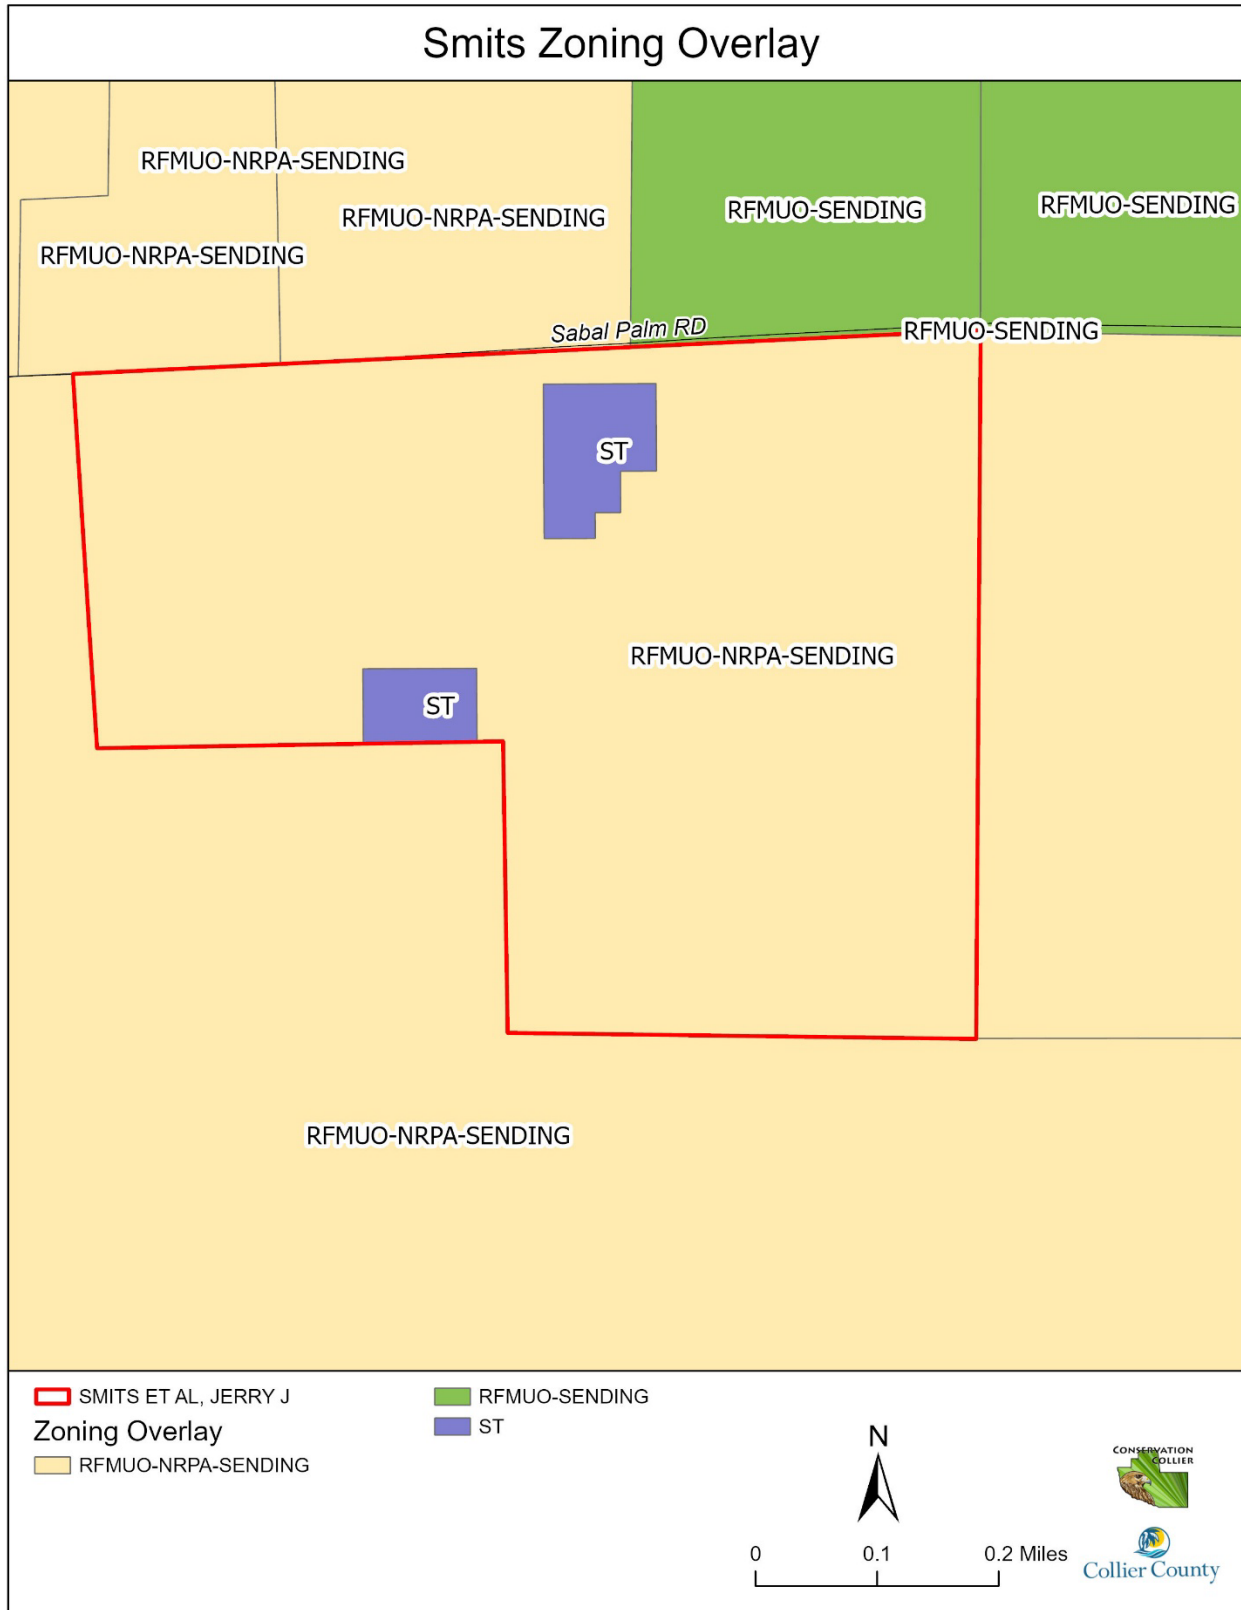 Smits Zoning Overlay
RFMUO-NRPA-SENDING
RFMUO-NRPA-SENDING
RFMUO-NRPA-SENDING
RFMUO-SENDING
RFMUO-SENDING
Sabal Palm RD
RFMUO-SENDING
ST
RFMUO-NRPA-SENDING
ST
RFMUO-NRPA-SENDING
SMITS ET AL, JERRY J
Zoning Overlay
RFMUO-NRPA-SENDING
RFMUO-SENDING
ST
N
0 0.1 0.2 Miles
CONSERVATION
COLLIER
Collier County